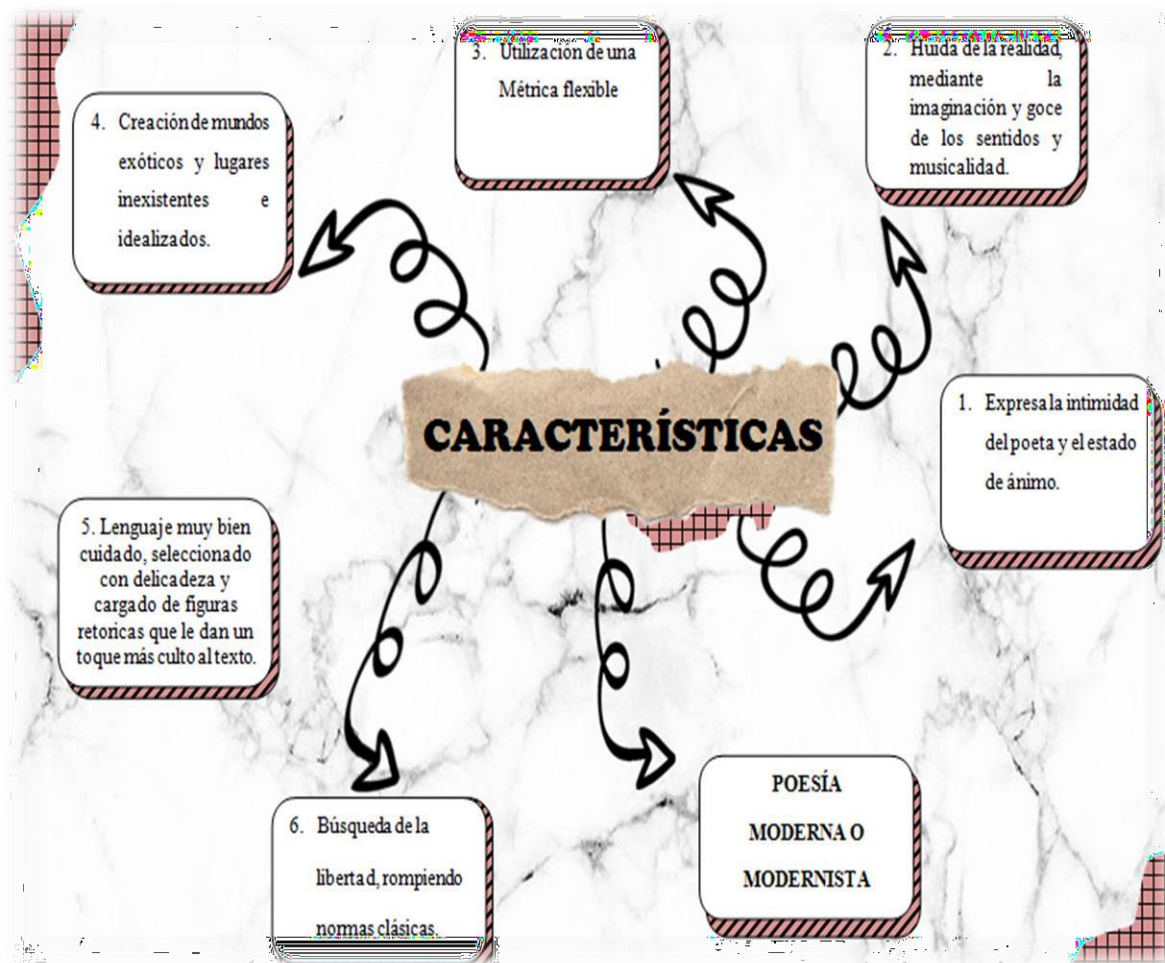 CARACTERÍSTICAS
1. Expresa la intimidad
del poeta y el estado
de ánimo.
2. Huida de la realidad,
mediante la
imaginación y goce
de los sentidos y
musicalidad.
3. Utilización de una
Métrica flexible
4. Creación de mundos
exóticos y lugares
inexistentes e
idealizados.
5. Lenguaje muy bien
cuidado, seleccionado
con delicadeza y
cargado de figuras
retoricas que le dan un
toque más culto al texto.
6. Búsqueda de la
libertad, rompiendo
normas clásicas.
POESÍA
MODERNA O
MODERNISTA